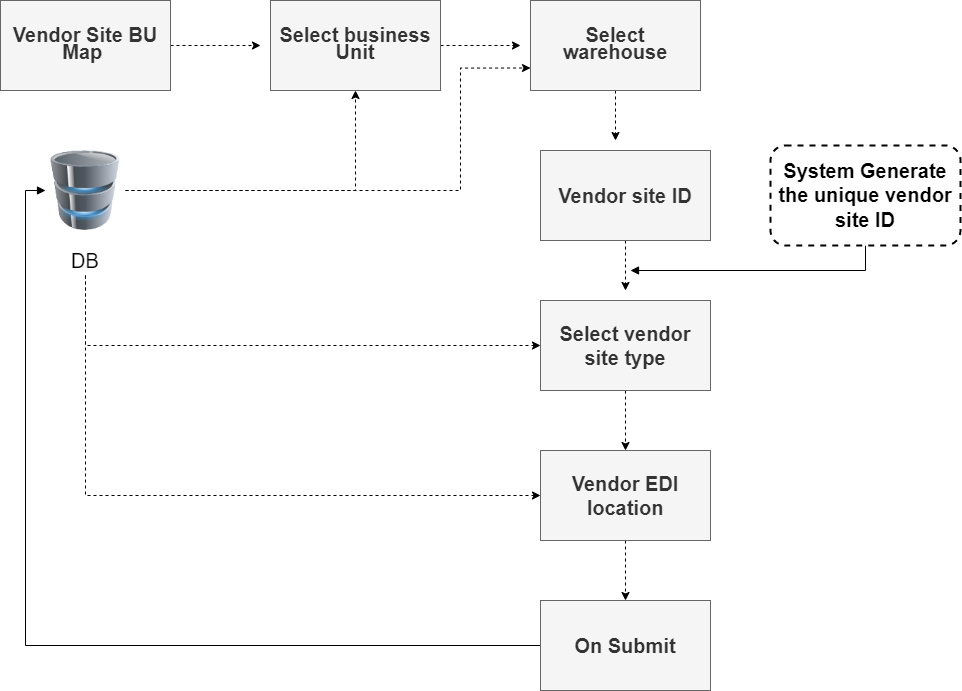 Vendor Site BU
Map
Select business
Unit
Select
warehouse
Vendor site ID
System Generate
the unique vendor
site ID
DB
Select vendor
site type
Vendor EDI
location
On Submit